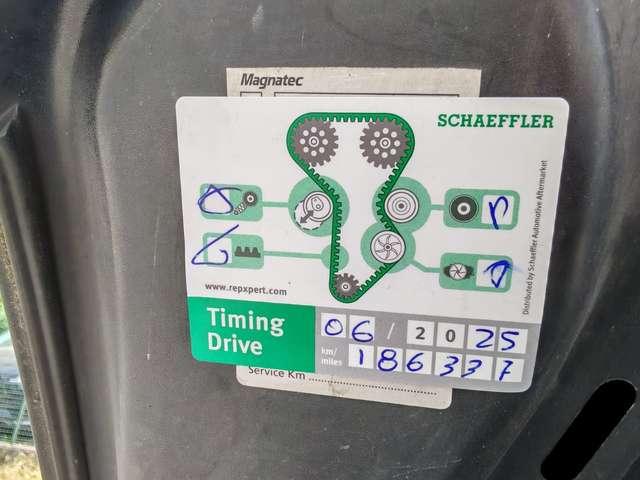 Magnatec
SCHAEFFLER
www.repxpert.com
Distributed by Schaeffler Automotive Aftermarket
Timing
Drive
06 / 2025
km/
miles
186337
Service Km